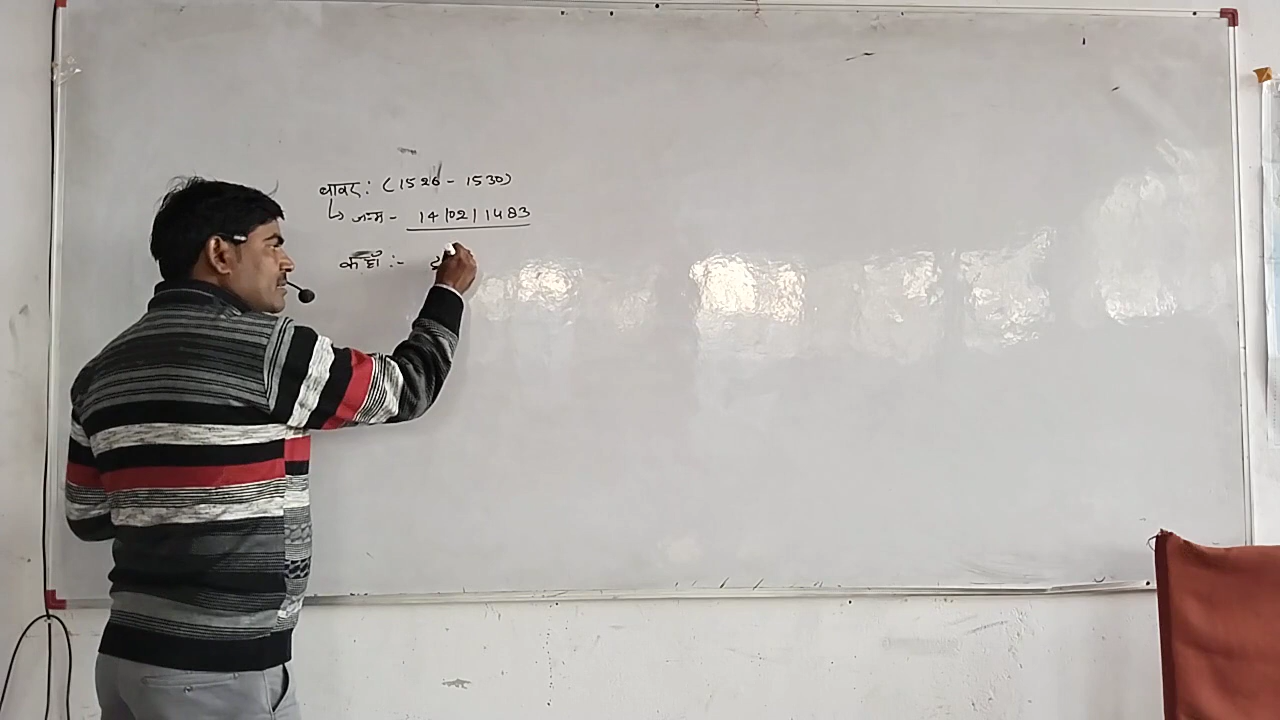 बाबर : (1526 - 1530)
↳ जन्म - 14/02/1483
कहाँ :-